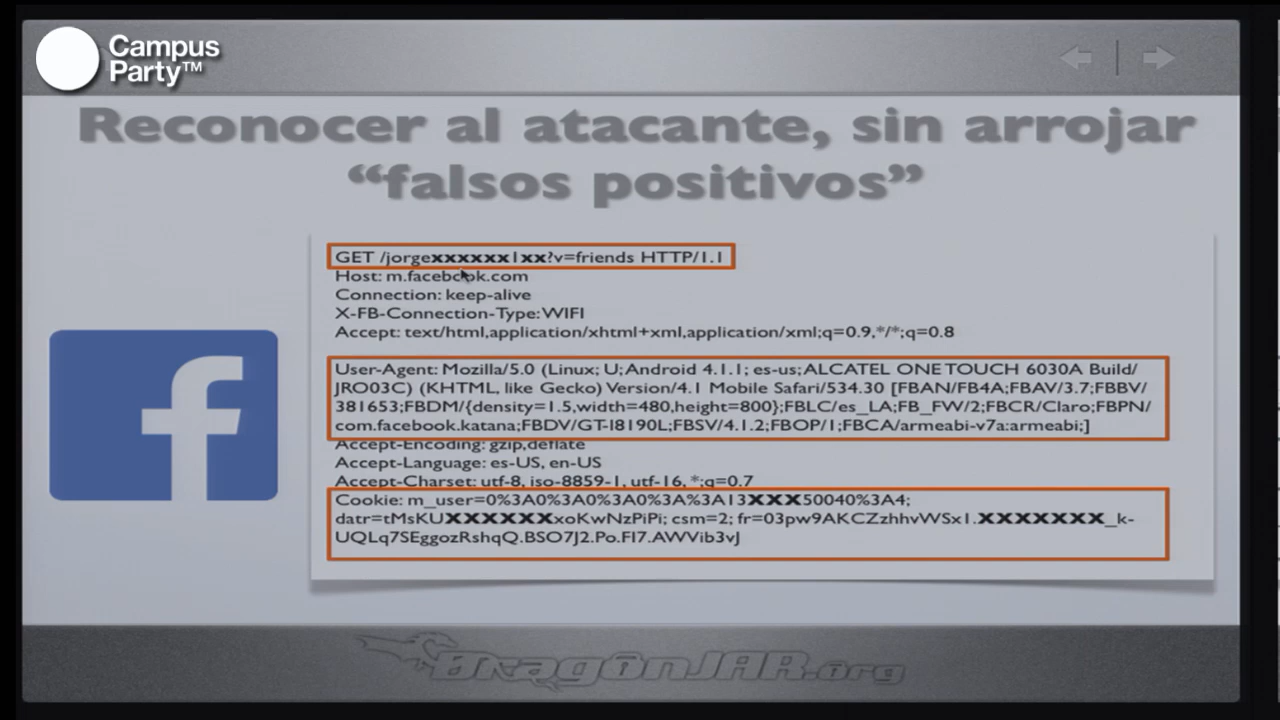 Campus
Party™
Reconocer al atacante, sin arrojar
“falsos positivos”
GET /jorgexxxxxx1xx?v=friends HTTP/1.1
Host: m.facebook.com
Connection: keep-alive
X-FB-Connection-Type: WIFI
Accept: text/html,application/xhtml+xml,application/xml;q=0.9,*/*;q=0.8
User-Agent: Mozilla/5.0 (Linux; U; Android 4.1.1; es-us; ALCATEL ONE TOUCH 6030A Build/
JRO03C) (KHTML, like Gecko) Version/4.1 Mobile Safari/534.30 [FBAN/FB4A;FBAV/3.7;FBBV/
381653;FBDM/{density=1.5,width=480,height=800};FBLC/es_LA;FB_FW/2;FBCR/Claro;FBPN/
com.facebook.katana;FBDV/GT-I8190L;FBSV/4.1.2;FBOP/1;FBCA/armeabi-v7a:armeabi;]
Accept-Encoding: gzip,deflate
Accept-Language: es-US, en-US
Accept-Charset: utf-8, iso-8859-1, utf-16, *;q=0.7
Cookie: m_user=0%3A0%3A0%3A0%3A%3A13XXX50040%3A4;
datr=tMsKUXXXXXXxoKwNzPiPi; csm=2; fr=03pw9AKCZzhhvWSx1.XXXXXXX_k-
UQLq7SEggozRshqQ.BSO7J2.Po.FI7.AWVib3vJ
DragonJAR.org